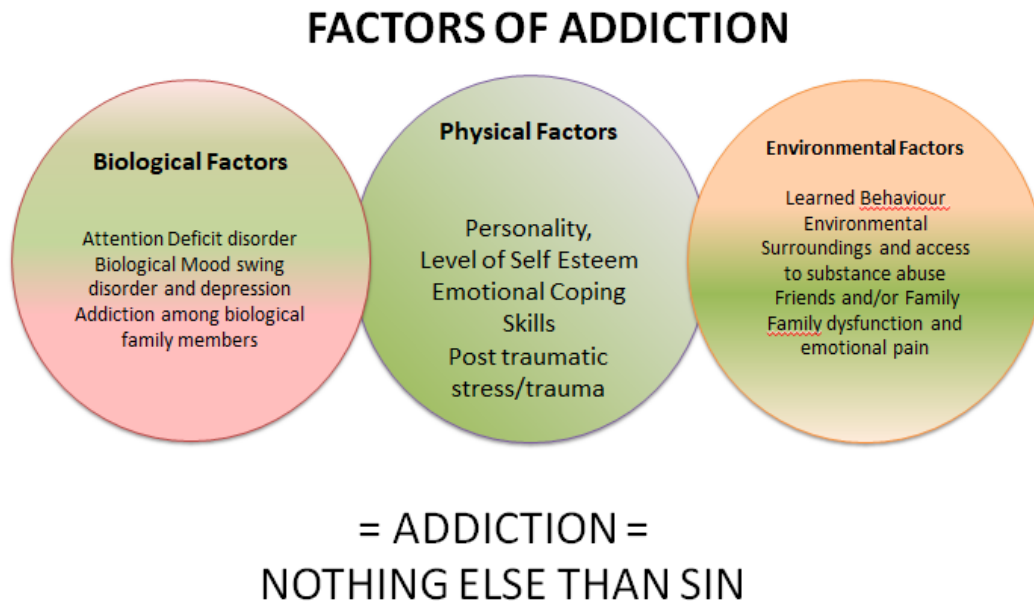 FACTORS OF ADDICTION
Biological Factors
Attention Deficit disorder
Biological Mood swing
disorder and depression
Addiction among biological
family members
Physical Factors
Personality,
Level of Self Esteem
Emotional Coping
Skills
Post traumatic
stress/trauma
Environmental Factors
Learned Behaviour
Environmental
Surroundings and access
to substance abuse
Friends and/or Family
Family dysfunction and
emotional pain
= ADDICTION =
NOTHING ELSE THAN SIN